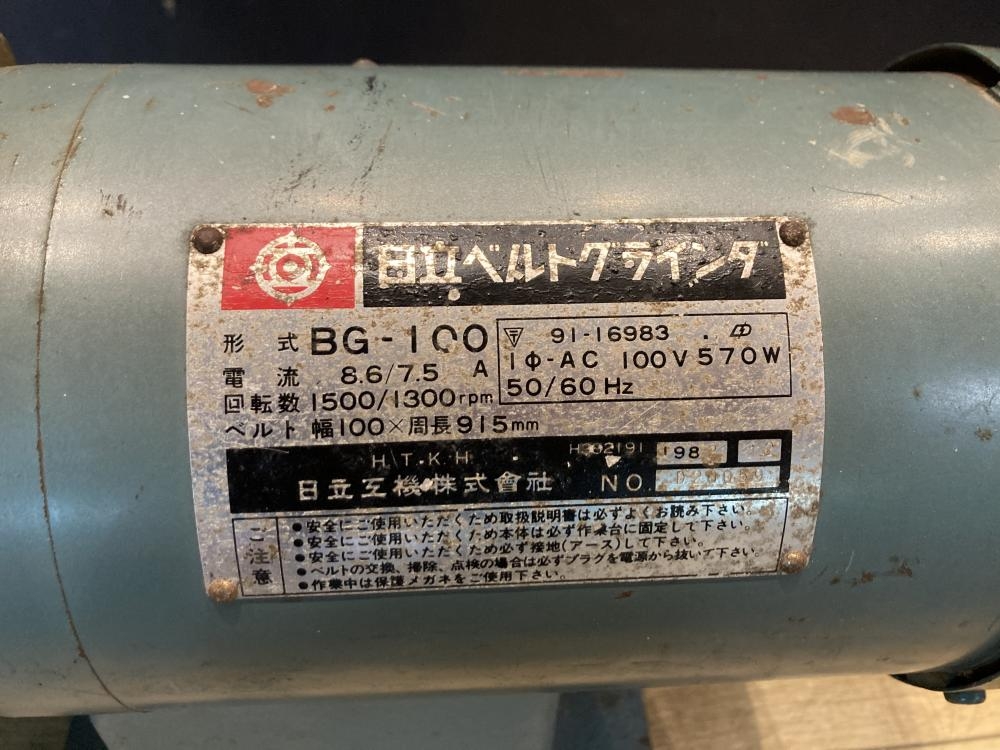 日立ベルトグラインダ
形式 BG-100
電流 8.6/7.5 A
回転数 1500/1300rpm
ベルト 幅100×周長915mm
〒 91-16983
1Φ-AC 100V 570W
50/60Hz
H.T.K.H. 98
日立工機株式會社 NO.
ご注意
●安全にご使用いただくため取扱説明書は必ずよくお読み下さい。
●安全にご使用いただくため本体は必ず作業台に固定して下さい。
●安全にご使用いただくため必ず接地(アース)して下さい。
●ベルトの交換、掃除、点検の場合は必ずプラグを電源から抜いて下さい。
●作業中は保護メガネをご使用下さい。